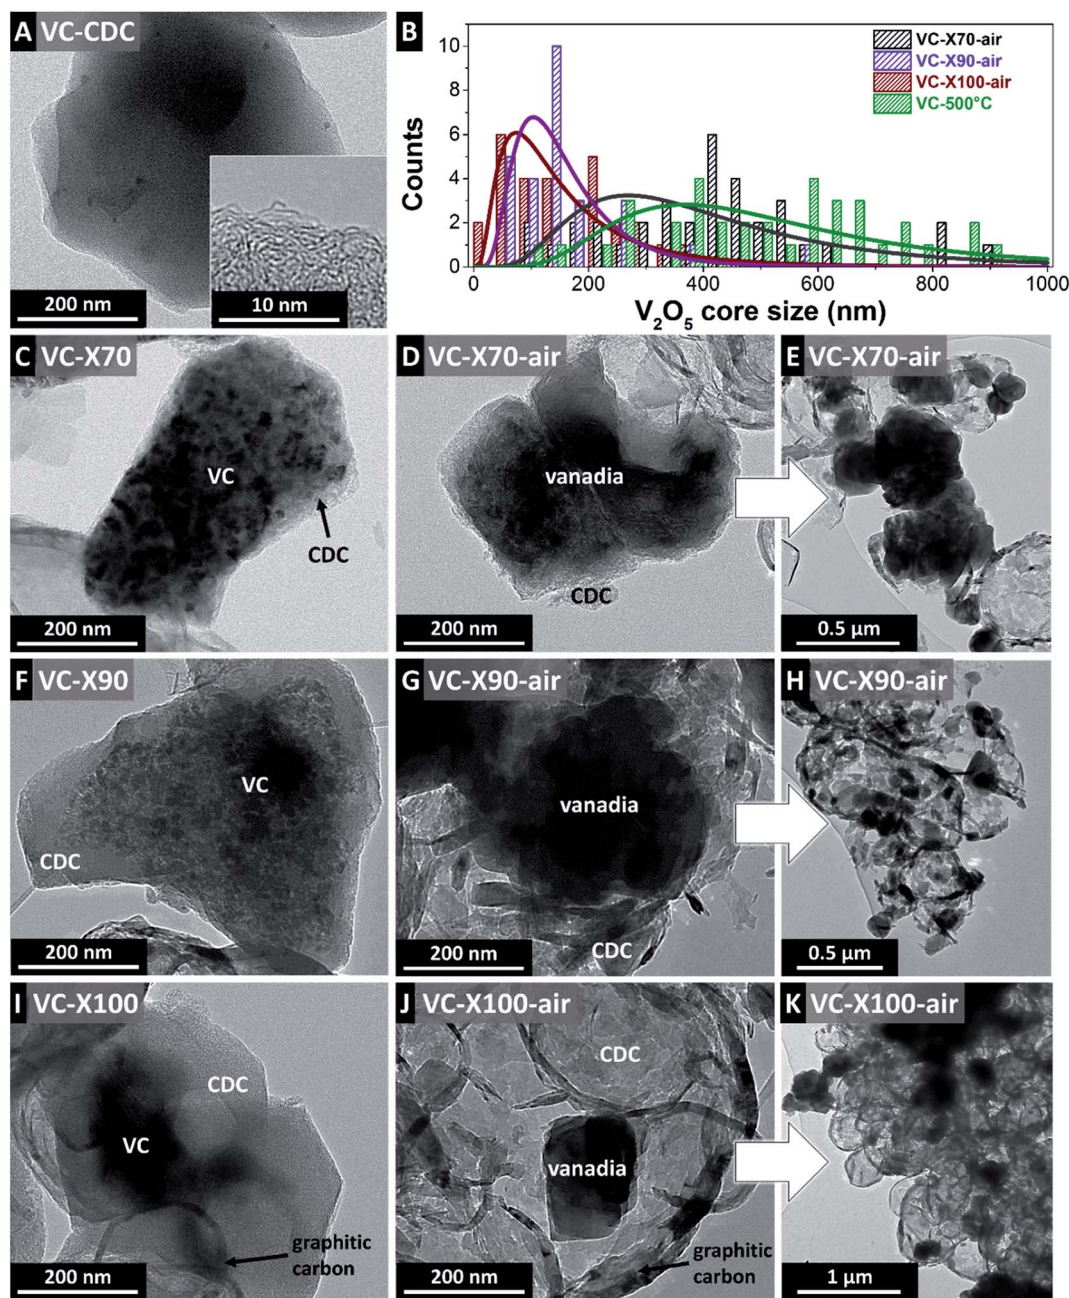 A VC-CDC
200 nm
10 nm
B
Counts
10
8
6
4
2
0
VC-X70-air
VC-X90-air
VC-X100-air
VC-500°C
0 200 400 600 800 1000
V₂O₅ core size (nm)
C VC-X70
VC
CDC
200 nm
D VC-X70-air
vanadia
CDC
200 nm
E VC-X70-air
0.5 µm
F VC-X90
VC
CDC
200 nm
G VC-X90-air
vanadia
CDC
200 nm
H VC-X90-air
0.5 µm
I VC-X100
CDC
VC
graphitic
carbon
200 nm
J VC-X100-air
CDC
vanadia
graphitic
carbon
200 nm
K VC-X100-air
1 µm